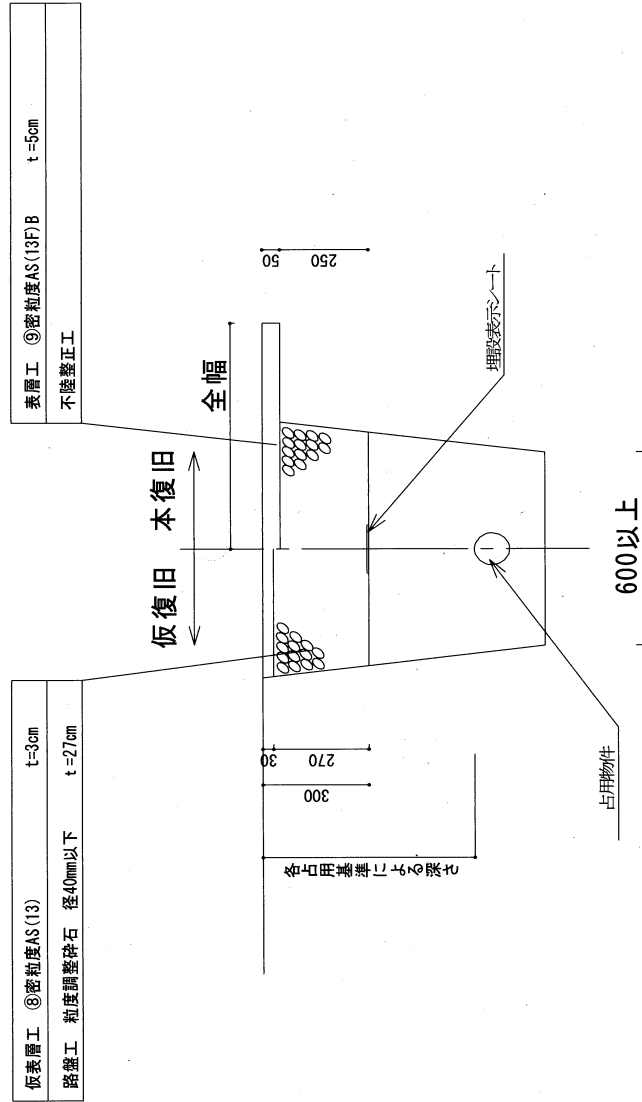 仮表層工 ⑧密粒度AS(13) t=3cm
路盤工 粒度調整砕石 径40mm以下 t=27cm
表層工 ⑨密粒度AS(13F)B t=5cm
不陸整正工
仮復旧 本復旧
全幅
50
250
30
270
300
各占用基準による深さ
埋設表示シート
占用物件
600以上